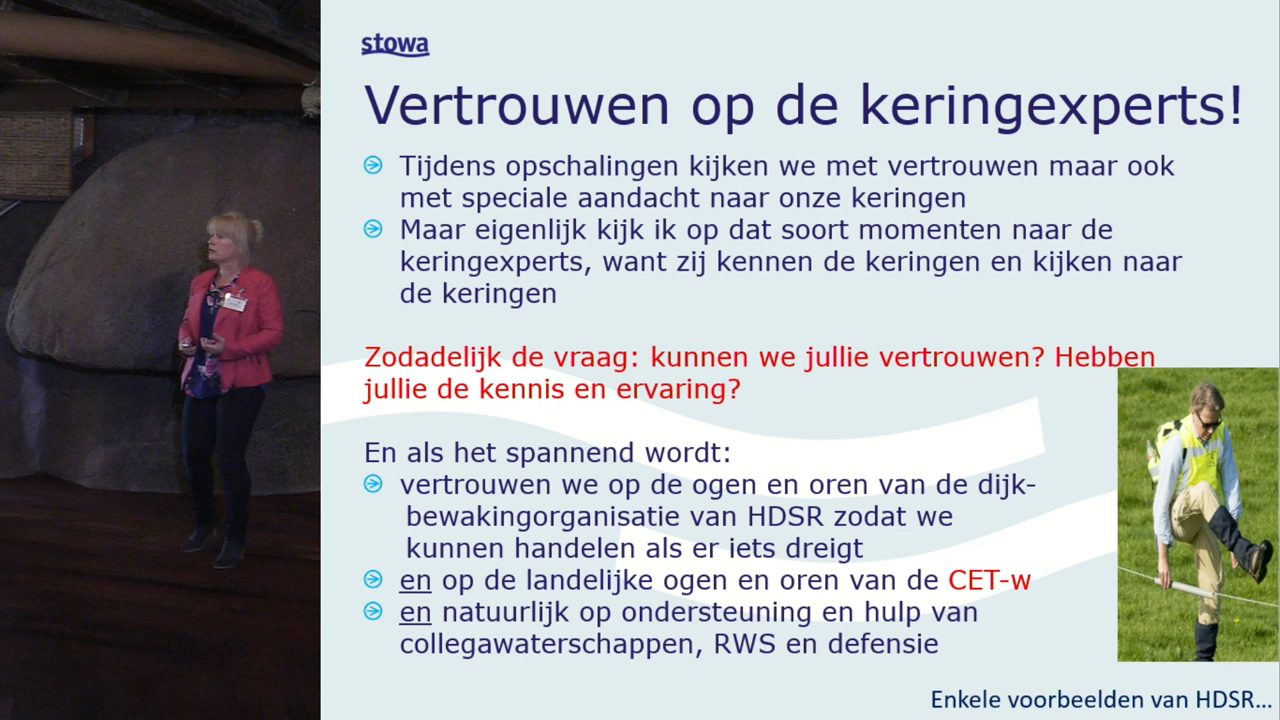 stowa
Vertrouwen op de keringexperts!
Tijdens opschalingen kijken we met vertrouwen maar ook
met speciale aandacht naar onze keringen
Maar eigenlijk kijk ik op dat soort momenten naar de
keringexperts, want zij kennen de keringen en kijken naar
de keringen
Zodadelijk de vraag: kunnen we jullie vertrouwen? Hebben
jullie de kennis en ervaring?
En als het spannend wordt:
vertrouwen we op de ogen en oren van de dijk-
bewakingorganisatie van HDSR zodat we
kunnen handelen als er iets dreigt
en op de landelijke ogen en oren van de CET-w
en natuurlijk op ondersteuning en hulp van
collegawaterschappen, RWS en defensie
Enkele voorbeelden van HDSR...